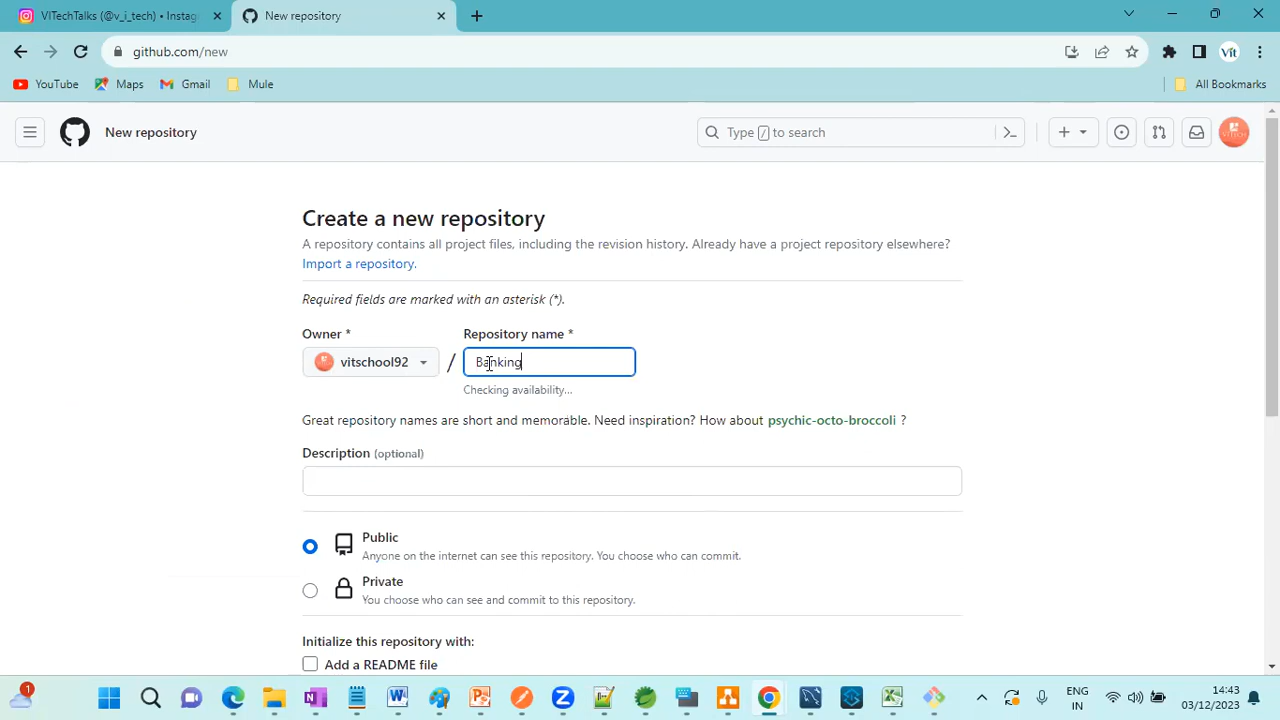 VITechTalks (@v_i_tech) • Instag
New repository
github.com/new
Vit
YouTube
Maps
Gmail
Mule
All Bookmarks
New repository
Type / to search
Create a new repository
A repository contains all project files, including the revision history. Already have a project repository elsewhere?
Import a repository.
Required fields are marked with an asterisk (*).
Owner *
Repository name *
vitschool92
/
Banking
Checking availability...
Great repository names are short and memorable. Need inspiration? How about psychic-octo-broccoli ?
Description (optional)
Public
Anyone on the internet can see this repository. You choose who can commit.
Private
You choose who can see and commit to this repository.
Initialize this repository with:
Add a README file
1
ENG
IN
14:43
03/12/2023